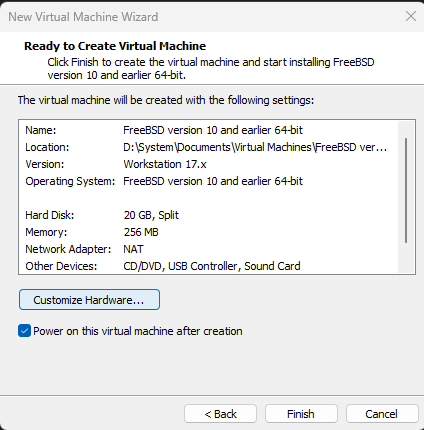 New Virtual Machine Wizard
Ready to Create Virtual Machine
Click Finish to create the virtual machine and start installing FreeBSD
version 10 and earlier 64-bit.
The virtual machine will be created with the following settings:
Name: FreeBSD version 10 and earlier 64-bit
Location: D:\System\Documents\Virtual Machines\FreeBSD ver...
Version: Workstation 17.x
Operating System: FreeBSD version 10 and earlier 64-bit
Hard Disk: 20 GB, Split
Memory: 256 MB
Network Adapter: NAT
Other Devices: CD/DVD, USB Controller, Sound Card
Customize Hardware...
Power on this virtual machine after creation
< Back Finish Cancel